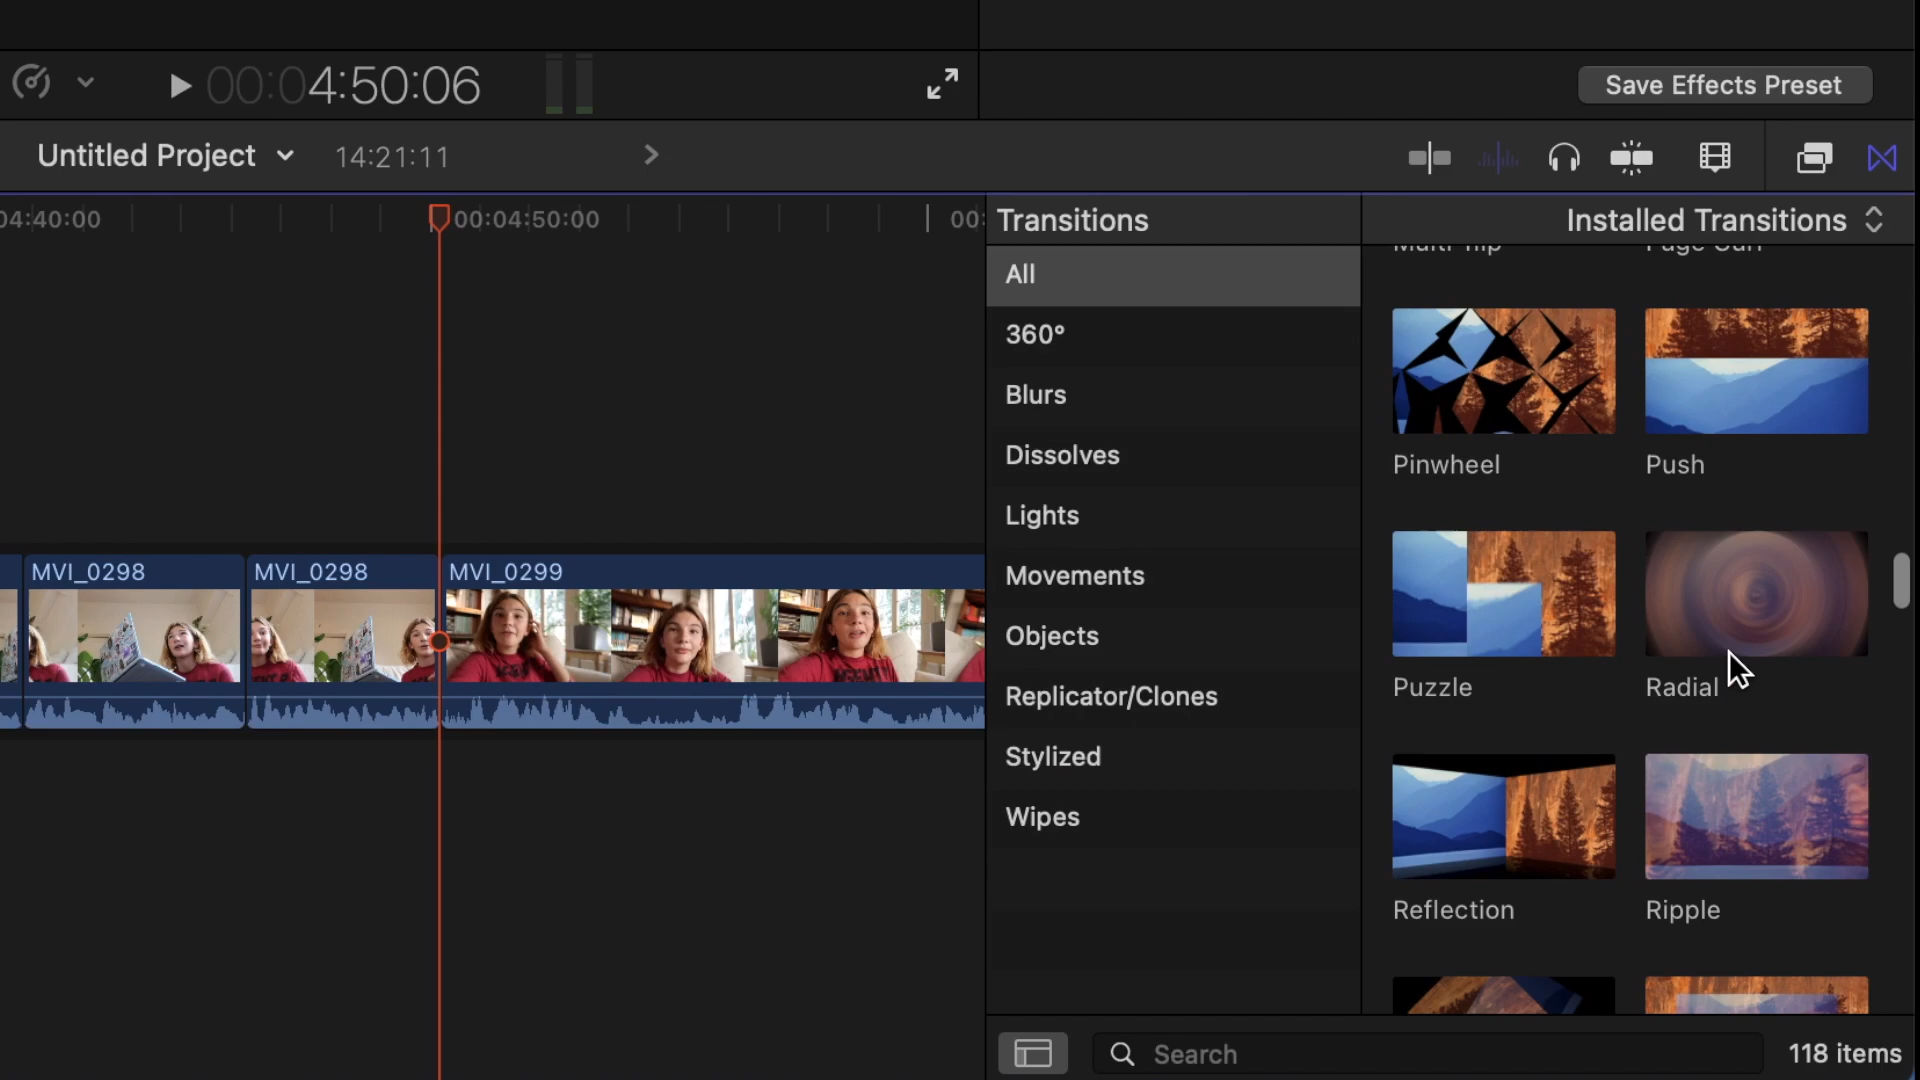 00:04:50:06
Save Effects Preset
Untitled Project
14:21:11
04:40:00
00:04:50:00
00:
Transitions
Installed Transitions
Multi-flip
Page Curl
All
360°
Blurs
Dissolves
Lights
Movements
Objects
Replicator/Clones
Stylized
Wipes
Pinwheel
Push
Puzzle
Radial
Reflection
Ripple
MVI_0298
MVI_0298
MVI_0299
Search
118 items